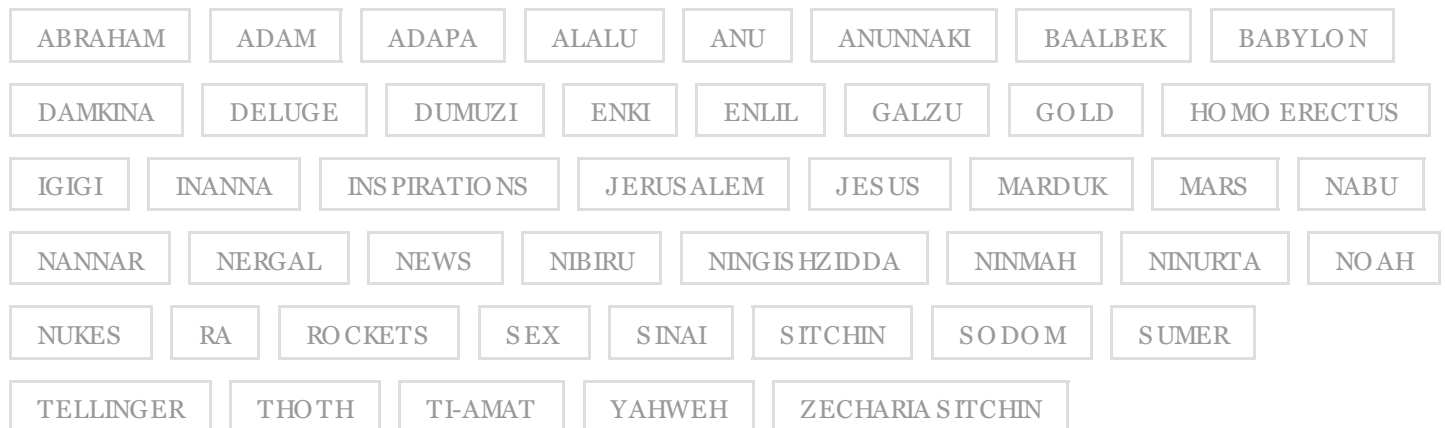 ABRAHAM ADAM ADAPA ALALU ANU ANUNNAKI BAALBEK BABYLON
DAMKINA DELUGE DUMUZI ENKI ENLIL GALZU GOLD HOMO ERECTUS
IGIGI INANNA INSPIRATIONS JERUSALEM JESUS MARDUK MARS NABU
NANNAR NERGAL NEWS NIBIRU NINGISHZIDDA NINMAH NINURTA NOAH
NUKES RA ROCKETS SEX SINAI SITCHIN SODOM SUMER
TELLINGER THOTH TI-AMAT YAHWEH ZECHARIA SITCHIN